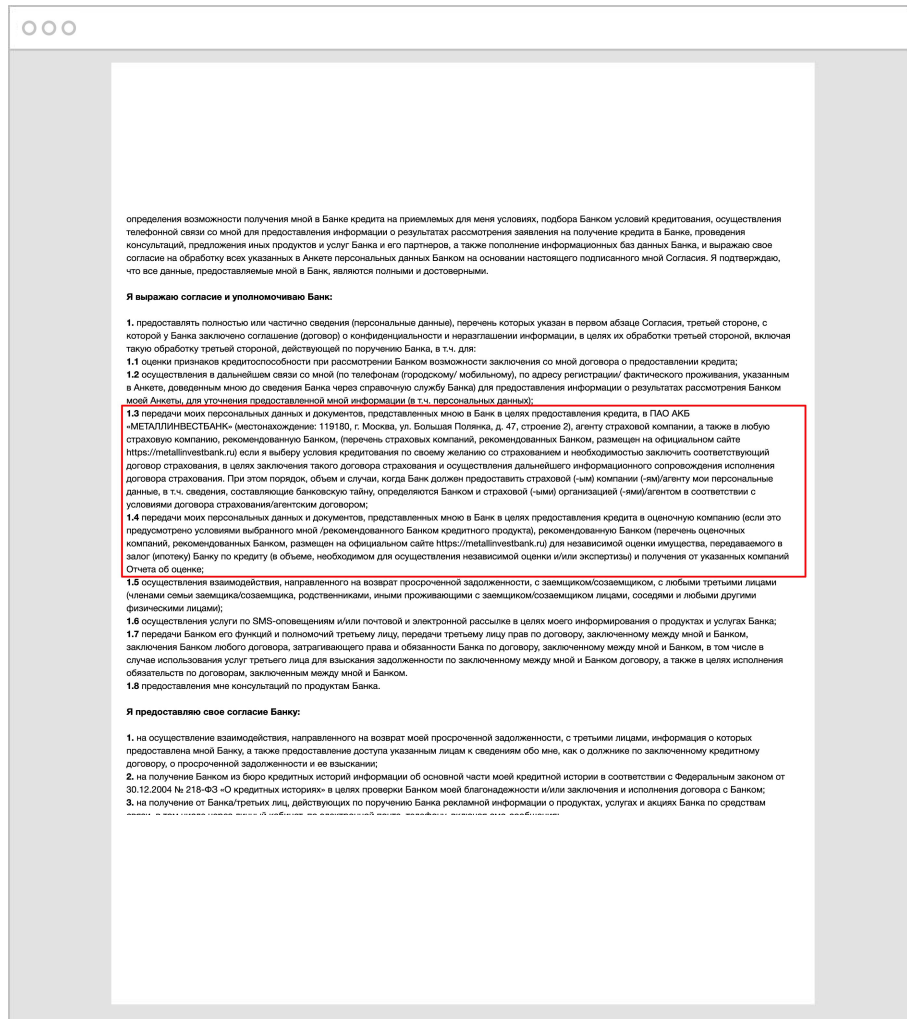 определения возможности получения мной в Банке кредита на приемлемых для меня условиях, подбора Банком условий кредитования, осуществления
телефонной связи со мной для предоставления информации о результатах рассмотрения заявления на получение кредита в Банке, проведения
консультаций, предложения иных продуктов и услуг Банка и его партнеров, а также пополнение информационных баз данных Банка, и выражаю свое
согласие на обработку всех указанных в Анкете персональных данных Банком на основании настоящего подписанного мной Согласия. Я подтверждаю,
что все данные, предоставляемые мной в Банк, являются полными и достоверными.
Я выражаю согласие и уполномочиваю Банк:
1. предоставлять полностью или частично сведения (персональные данные), перечень которых указан в первом абзаце Согласия, третьей стороне, с
которой у Банка заключено соглашение (договор) о конфиденциальности и неразглашении информации, в целях их обработки третьей стороной, включая
такую обработку третьей стороной, действующей по поручению Банка, в т.ч. для:
1.1 оценки признаков кредитоспособности при рассмотрении Банком возможности заключения со мной договора о предоставлении кредита;
1.2 осуществления в дальнейшем связи со мной (по телефонам (городскому/ мобильному), по адресу регистрации/ фактического проживания, указанным
в Анкете, доведенным мною до сведения Банка через справочную службу Банка) для предоставления информации о результатах рассмотрения Банком
моей Анкеты, для уточнения предоставленной мной информации (в т.ч. персональных данных);
1.3 передачи моих персональных данных и документов, представленных мною в Банк в целях предоставления кредита, в ПАО АКБ
«МЕТАЛЛИНВЕСТБАНК» (местонахождение: 119180, г. Москва, ул. Большая Полянка, д. 47, строение 2), агенту страховой компании, а также в любую
страховую компанию, рекомендованную Банком, (перечень страховых компаний, рекомендованных Банком, размещен на официальном сайте
https://metallinvestbank.ru) если я выберу условия кредитования по своему желанию со страхованием и необходимостью заключить соответствующий
договор страхования, в целях заключения такого договора страхования и осуществления дальнейшего информационного сопровождения исполнения
договора страхования. При этом порядок, объем и случаи, когда Банк должен предоставить страховой (-ым) компании (-ям)/агенту мои персональные
данные, в т.ч. сведения, составляющие банковскую тайну, определяются Банком и страховой (-ыми) организацией (-ями)/агентом в соответствии с
условиями договора страхования/агентским договором;
1.4 передачи моих персональных данных и документов, представленных мною в Банк в целях предоставления кредита в оценочную компанию (если это
предусмотрено условиями выбранного мной /рекомендованного Банком кредитного продукта), рекомендованную Банком (перечень оценочных
компаний, рекомендованных Банком, размещен на официальном сайте https://metallinvestbank.ru) для независимой оценки имущества, передаваемого в
залог (ипотеку) Банку по кредиту (в объеме, необходимом для осуществления независимой оценки и/или экспертизы) и получения от указанных компаний
Отчета об оценке;
1.5 осуществления взаимодействия, направленного на возврат просроченной задолженности, с заемщиком/созаемщиком, с любыми третьими лицами
(членами семьи заемщика/созаемщика, родственниками, иными проживающими с заемщиком/созаемщиком лицами, соседями и любыми другими
физическими лицами);
1.6 осуществления услуги по SMS-оповещениям и/или почтовой и электронной рассылке в целях моего информирования о продуктах и услугах Банка;
1.7 передачи Банком его функций и полномочий третьему лицу, передачи третьему лицу прав по договору, заключенному между мной и Банком,
заключения Банком любого договора, затрагивающего права и обязанности Банка по договору, заключенному между мной и Банком, в том числе в
случае использования услуг третьего лица для взыскания задолженности по заключенному между мной и Банком договору, а также в целях исполнения
обязательств по договорам, заключенным между мной и Банком.
1.8 предоставления мне консультаций по продуктам Банка.
Я предоставляю свое согласие Банку:
1. на осуществление взаимодействия, направленного на возврат моей просроченной задолженности, с третьими лицами, информация о которых
предоставлена мной Банку, а также предоставление доступа указанным лицам к сведениям обо мне, как о должнике по заключенному кредитному
договору, о просроченной задолженности и ее взыскании;
2. на получение Банком из бюро кредитных историй информации об основной части моей кредитной истории в соответствии с Федеральным законом от
30.12.2004 № 218-ФЗ «О кредитных историях» в целях проверки Банком моей благонадежности и/или заключения и исполнения договора с Банком;
3. на получение от Банка/третьих лиц, действующих по поручению Банка рекламной информации о продуктах, услугах и акциях Банка по средствам